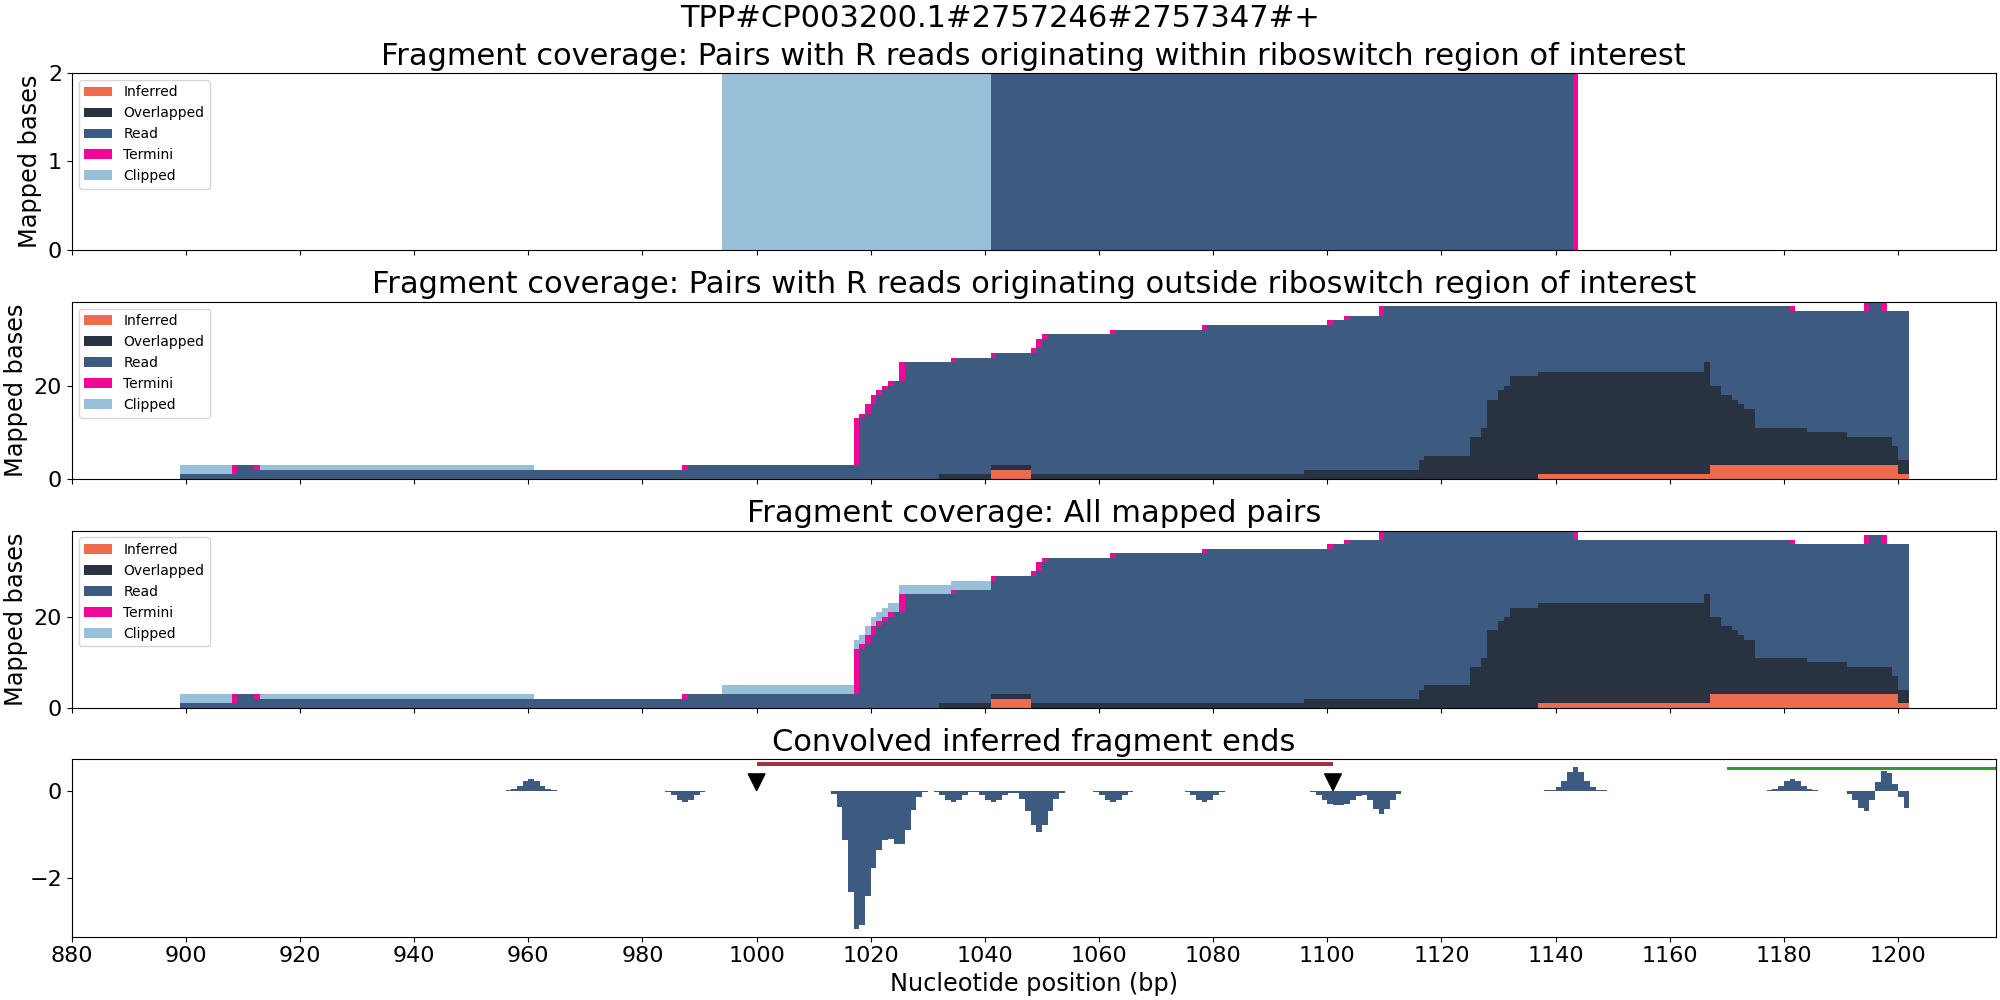 TPP#CP003200.1#2757246#2757347#+
Fragment coverage: Pairs with R reads originating within riboswitch region of interest
Mapped bases
2
1
0
Inferred
Overlapped
Read
Termini
Clipped
Fragment coverage: Pairs with R reads originating outside riboswitch region of interest
Mapped bases
20
0
Inferred
Overlapped
Read
Termini
Clipped
Fragment coverage: All mapped pairs
Mapped bases
20
0
Inferred
Overlapped
Read
Termini
Clipped
Convolved inferred fragment ends
0
−2
880 900 920 940 960 980 1000 1020 1040 1060 1080 1100 1120 1140 1160 1180 1200
Nucleotide position (bp)